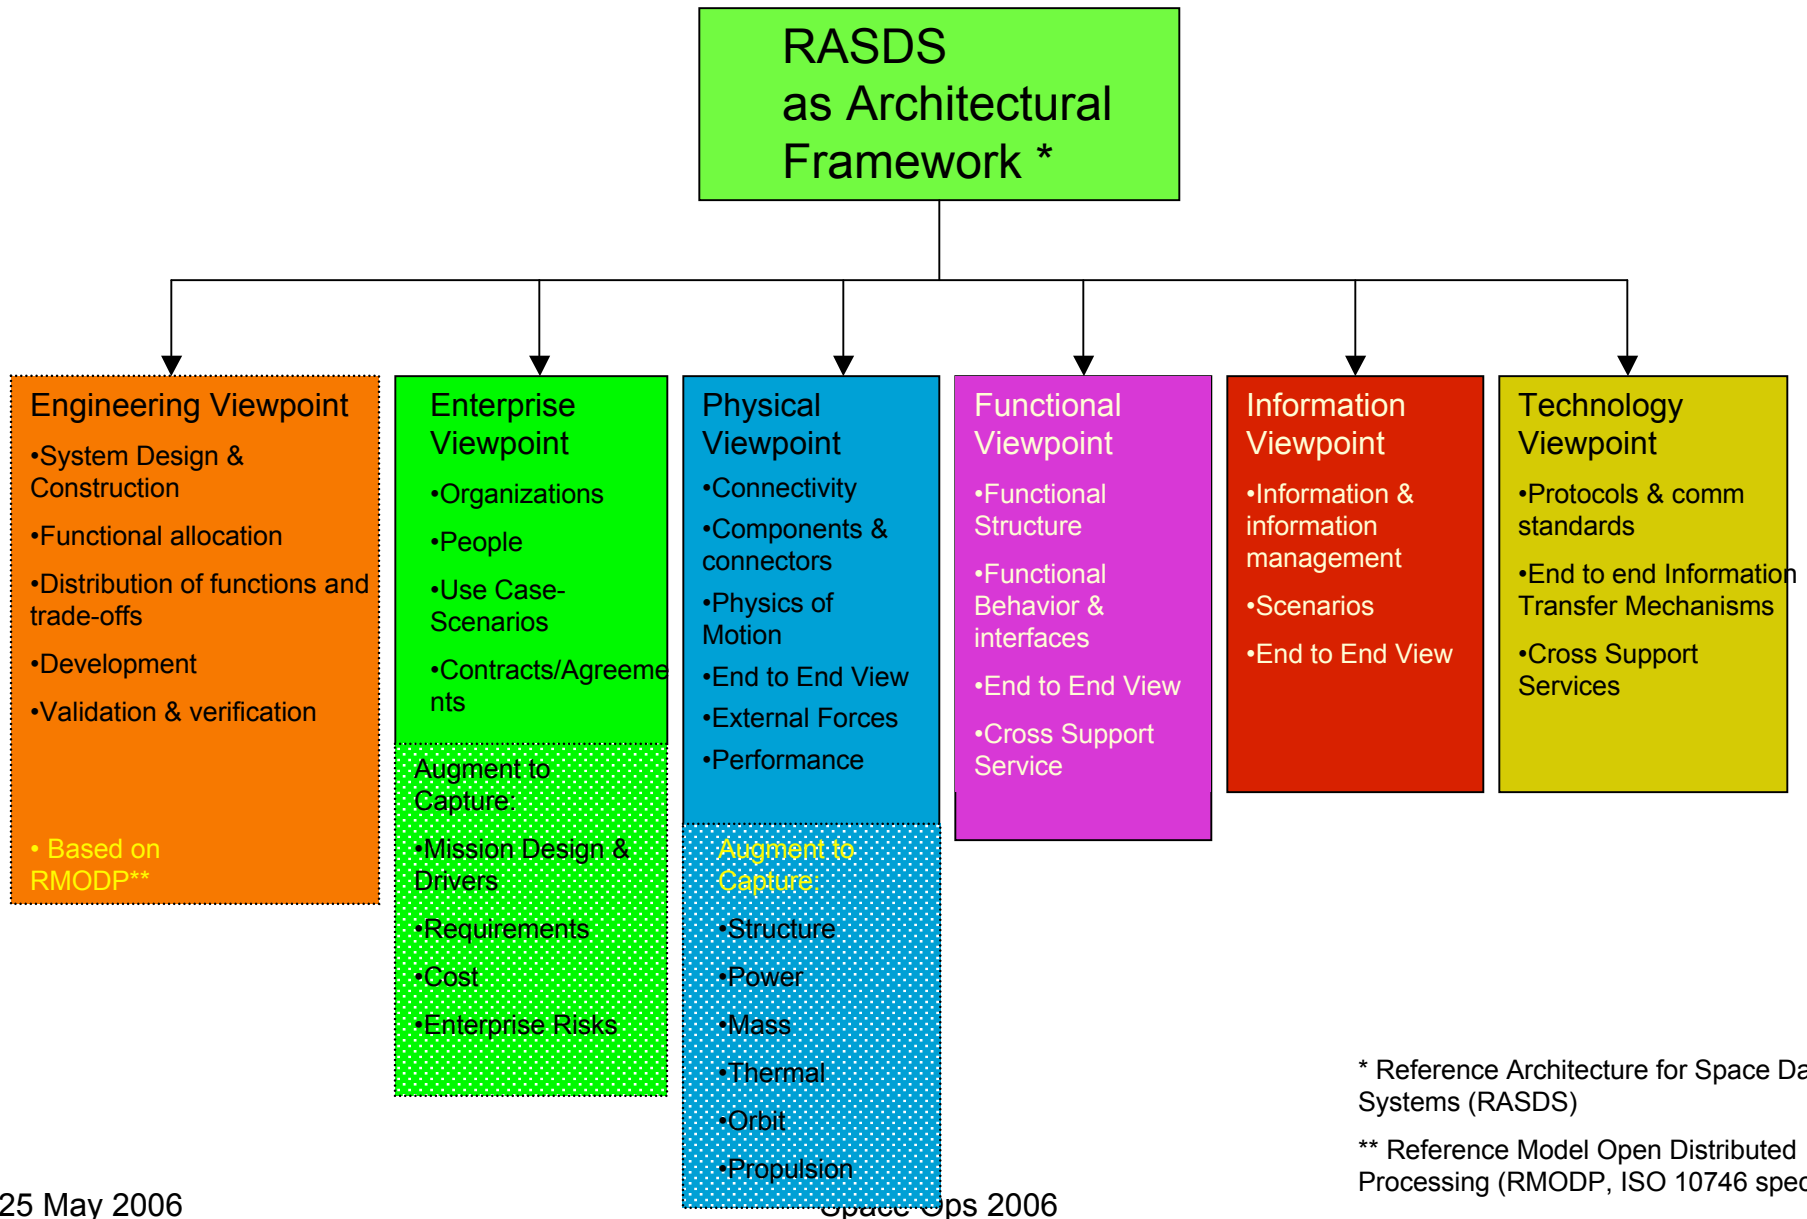 RASDS
as Architectural
Framework *
Engineering Viewpoint
•System Design &
Construction
•Functional allocation
•Distribution of functions and
trade-offs
•Development
•Validation & verification
• Based on
RMODP**
Enterprise
Viewpoint
•Organizations
•People
•Use Case-
Scenarios
•Contracts/Agreeme
nts
Augment to
Capture:
•Mission Design &
Drivers
•Requirements
•Cost
•Enterprise Risks
Physical
Viewpoint
•Connectivity
•Components &
connectors
•Physics of
Motion
•End to End View
•External Forces
•Performance
Augment to
Capture:
•Structure
•Power
•Mass
•Thermal
•Orbit
•Propulsion
Functional
Viewpoint
•Functional
Structure
•Functional
Behavior &
interfaces
•End to End View
•Cross Support
Service
Information
Viewpoint
•Information &
information
management
•Scenarios
•End to End View
Technology
Viewpoint
•Protocols & comm
standards
•End to end Information
Transfer Mechanisms
•Cross Support
Services
* Reference Architecture for Space Da
Systems (RASDS)
** Reference Model Open Distributed
Processing (RMODP, ISO 10746 spec
25 May 2006
Space Ops 2006